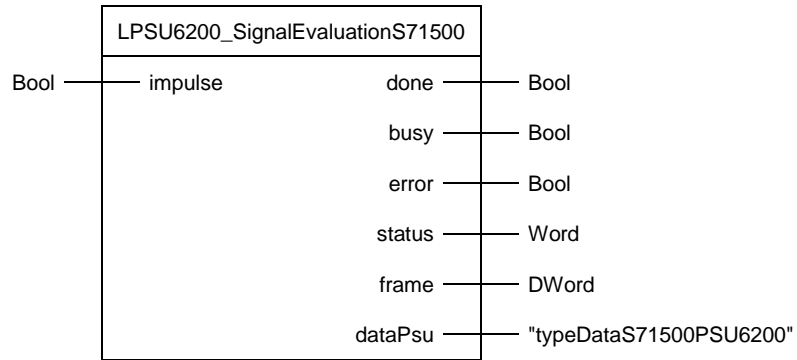 LPSU6200_SignalEvaluationS71500
Bool impulse done Bool
busy Bool
error Bool
status Word
frame DWord
dataPsu "typeDataS71500PSU6200"